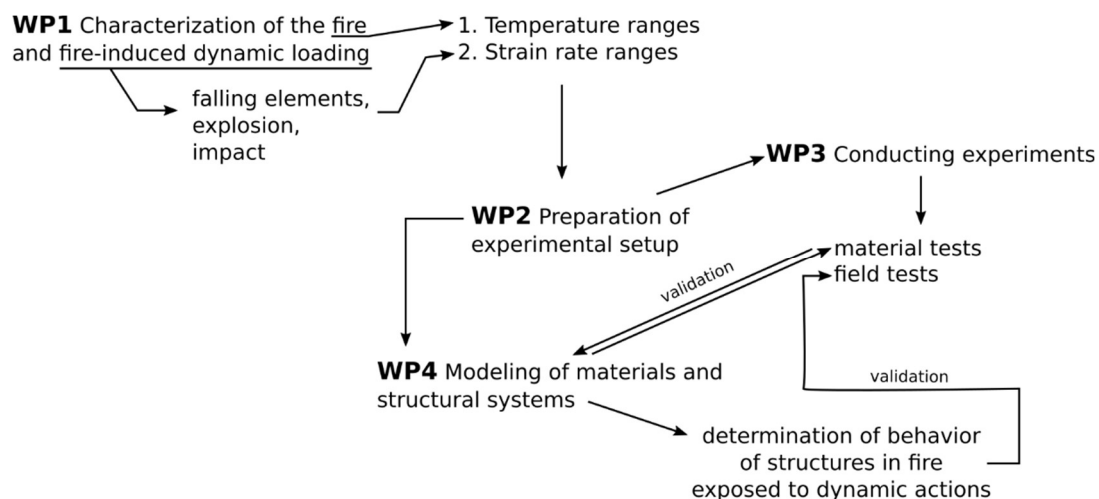 WP1 Characterization of the fire
and fire-induced dynamic loading
1. Temperature ranges
2. Strain rate ranges
falling elements,
explosion,
impact
WP3 Conducting experiments
WP2 Preparation of
experimental setup
material tests
field tests
validation
WP4 Modeling of materials and
structural systems
validation
determination of behavior
of structures in fire
exposed to dynamic actions